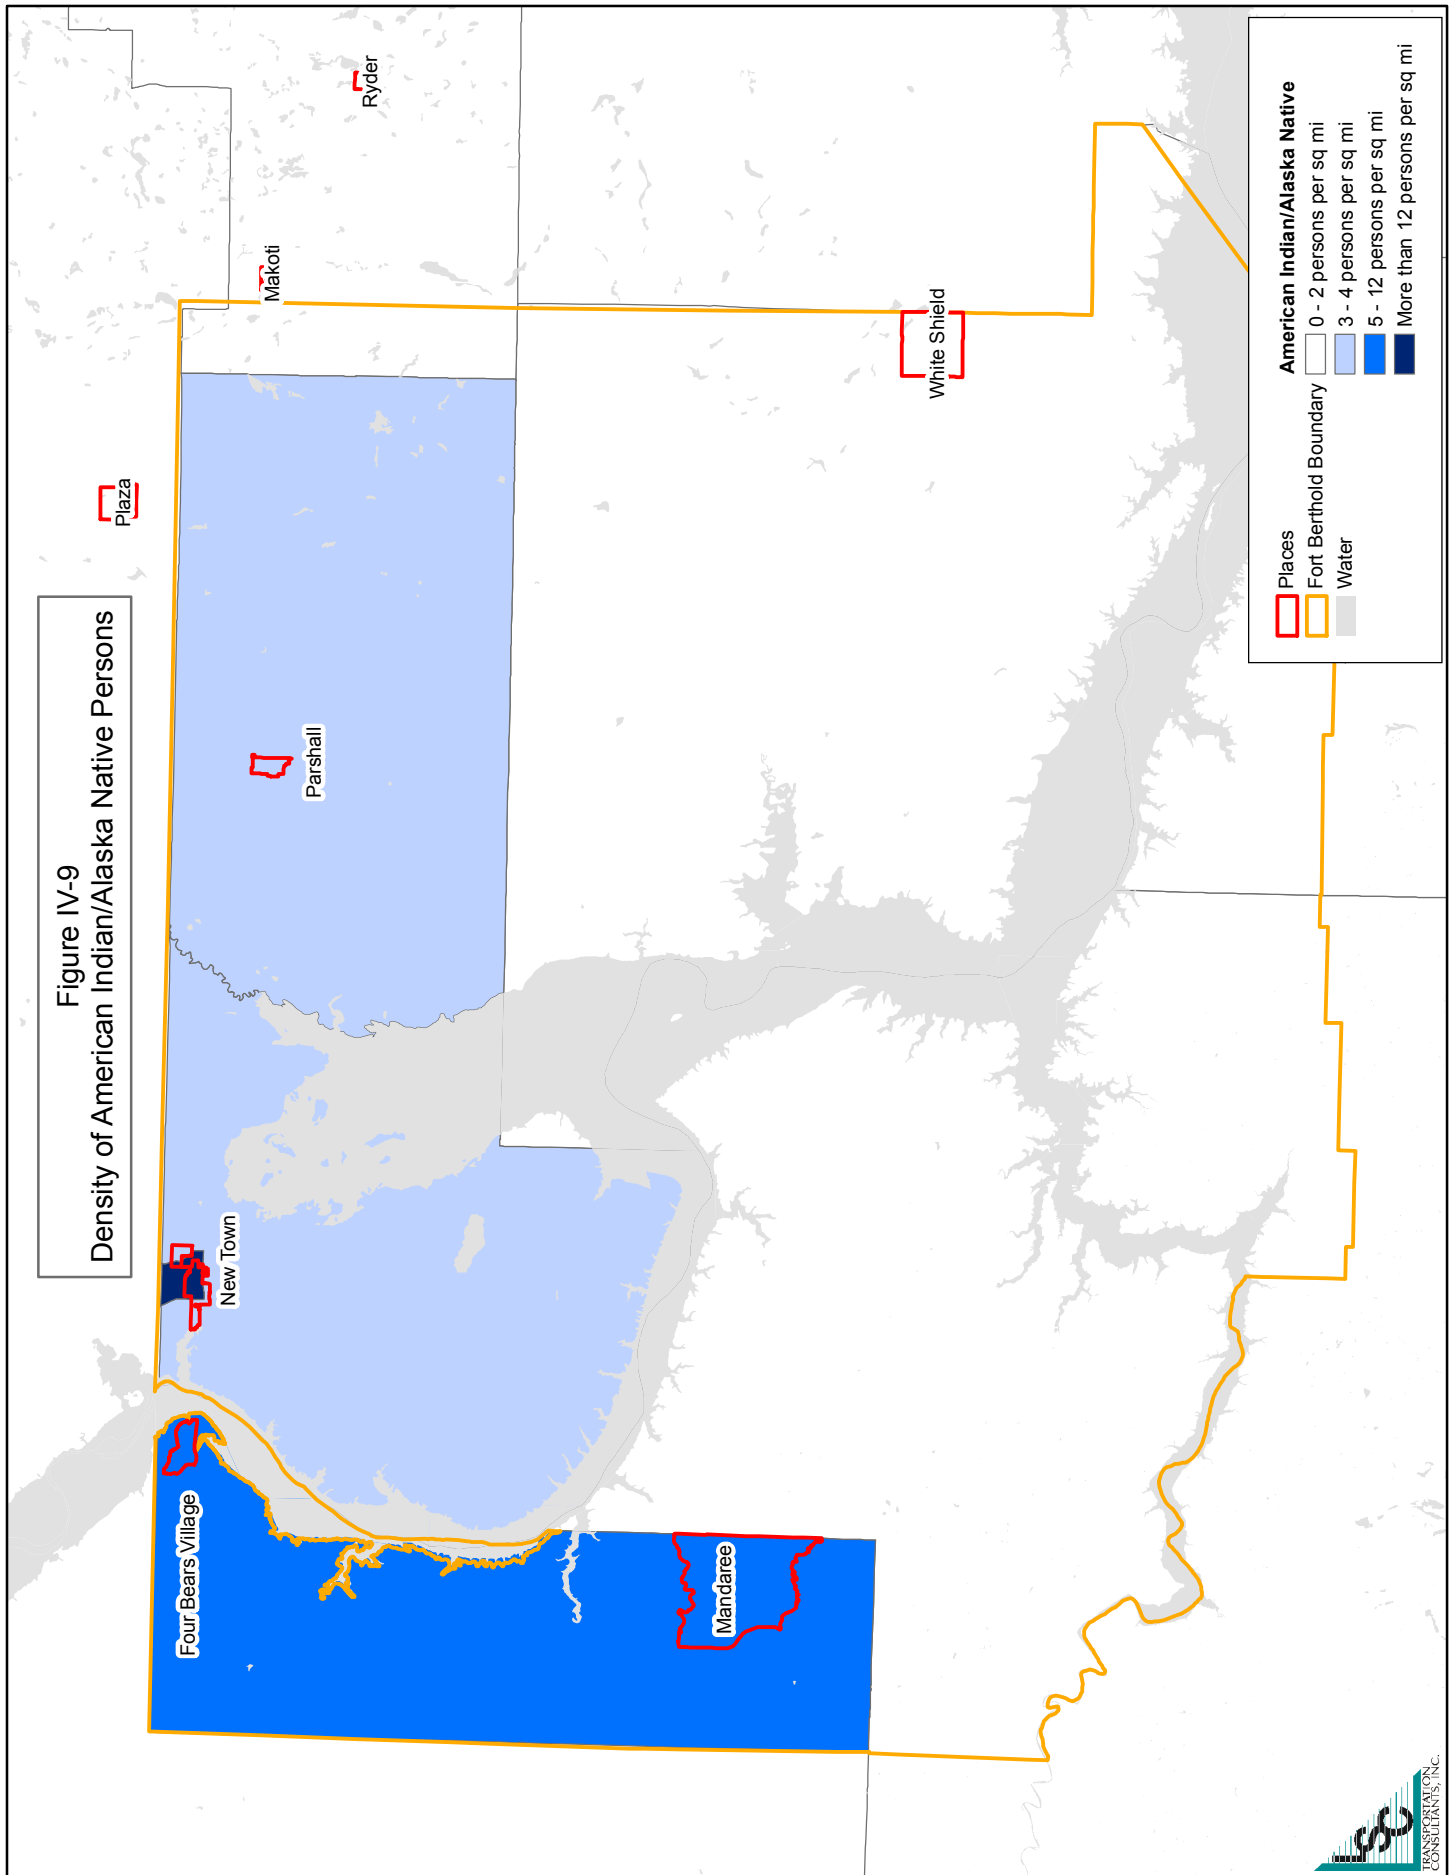 Figure IV-9
Density of American Indian/Alaska Native Persons
Four Bears Village
New Town
Parshall
Plaza
Makoti
Ryder
Mandaree
White Shield
Places
Fort Berthold Boundary
Water
American Indian/Alaska Native
0 - 2 persons per sq mi
3 - 4 persons per sq mi
5 - 12 persons per sq mi
More than 12 persons per sq mi
LSC
TRANSPORTATION
CONSULTANTS, INC.